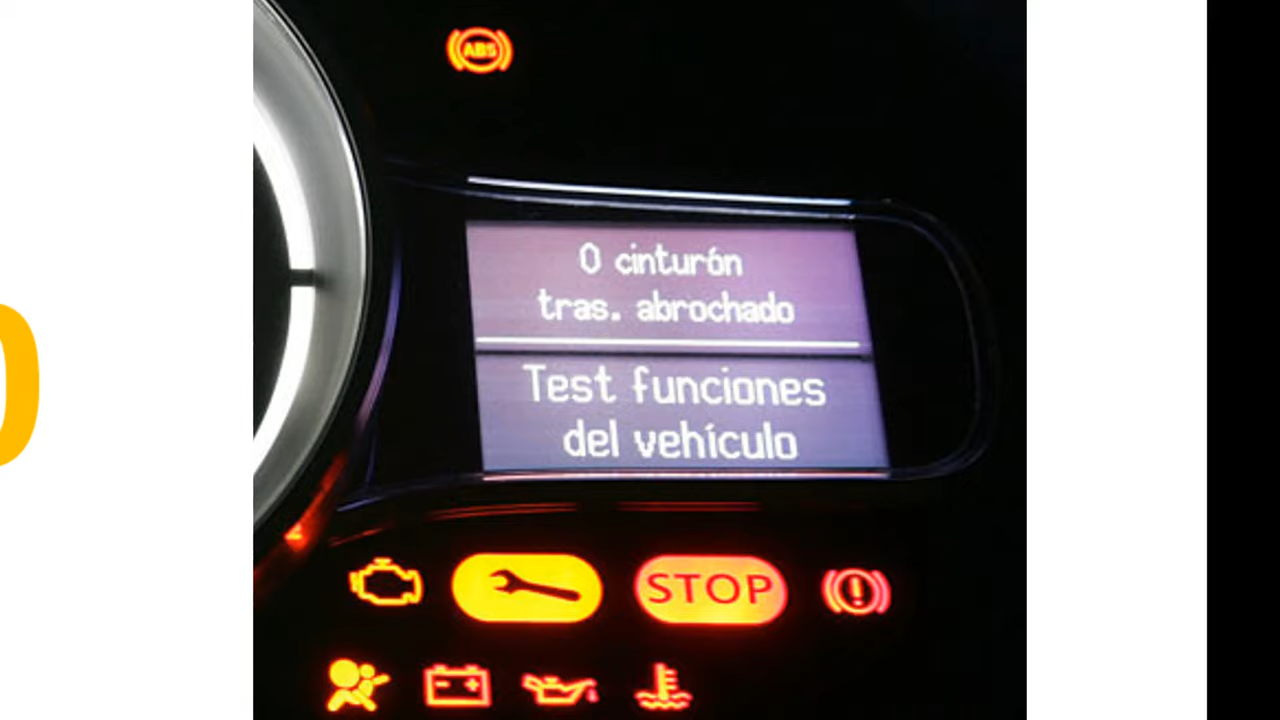 ABS
0 cinturón
tras. abrochado
Test funciones
del vehículo
STOP